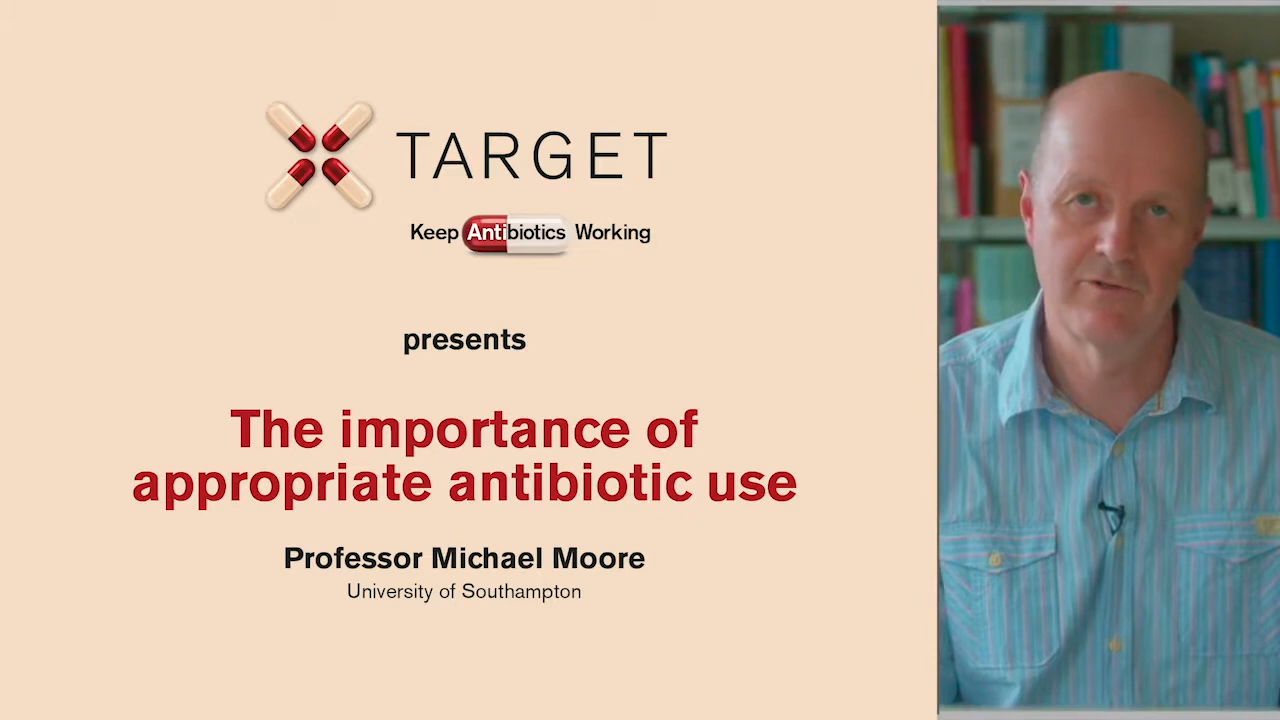 TARGET
Keep Antibiotics Working
presents
The importance of
appropriate antibiotic use
Professor Michael Moore
University of Southampton